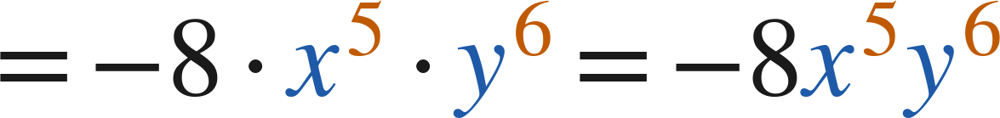 = −8 · x⁵ · y⁶ = −8x⁵y⁶